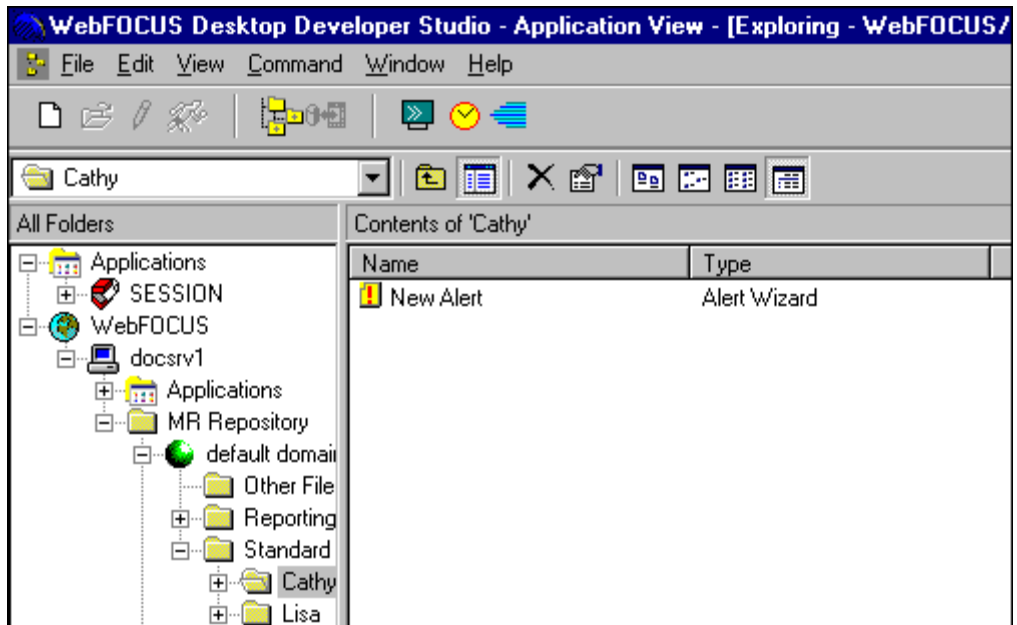 WebFOCUS Desktop Developer Studio - Application View - [Exploring - WebFOCUS/
File Edit View Command Window Help
Cathy
All Folders
Contents of 'Cathy'
Name Type
New Alert Alert Wizard
Applications
SESSION
WebFOCUS
docsrv1
Applications
MR Repository
default domai
Other File
Reporting
Standard
Cathy
Lisa